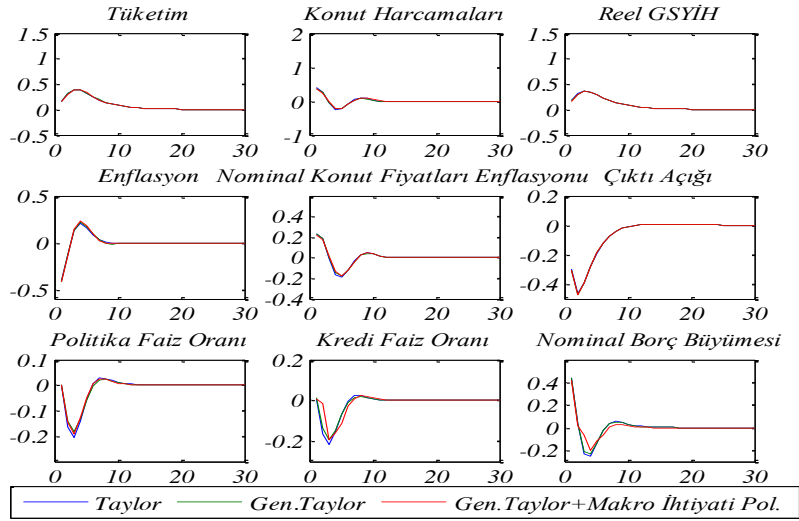 Tüketim Konut Harcamaları Reel GSYİH
1.5 2 1.5
1 1 1
0.5 0.5
0 0 0
-0.5 -1 -0.5
0 10 20 30 0 10 20 30 0 10 20 30
Enflasyon Nominal Konut Fiyatları Enflasyonu Çıktı Açığı
0.5 0.4 0.2
0 0.2 0
0 -0.2
-0.2 -0.4
-0.5 -0.4 -0.6
0 10 20 30 0 10 20 30 0 10 20 30
Politika Faiz Oranı Kredi Faiz Oranı Nominal Borç Büyümesi
0.1 0.2 0.4
0 0 0.2
-0.1 0
-0.2 -0.2 -0.2
0 10 20 30 0 10 20 30 0 10 20 30
Taylor Gen.Taylor Gen.Taylor+Makro İhtiyati Pol.